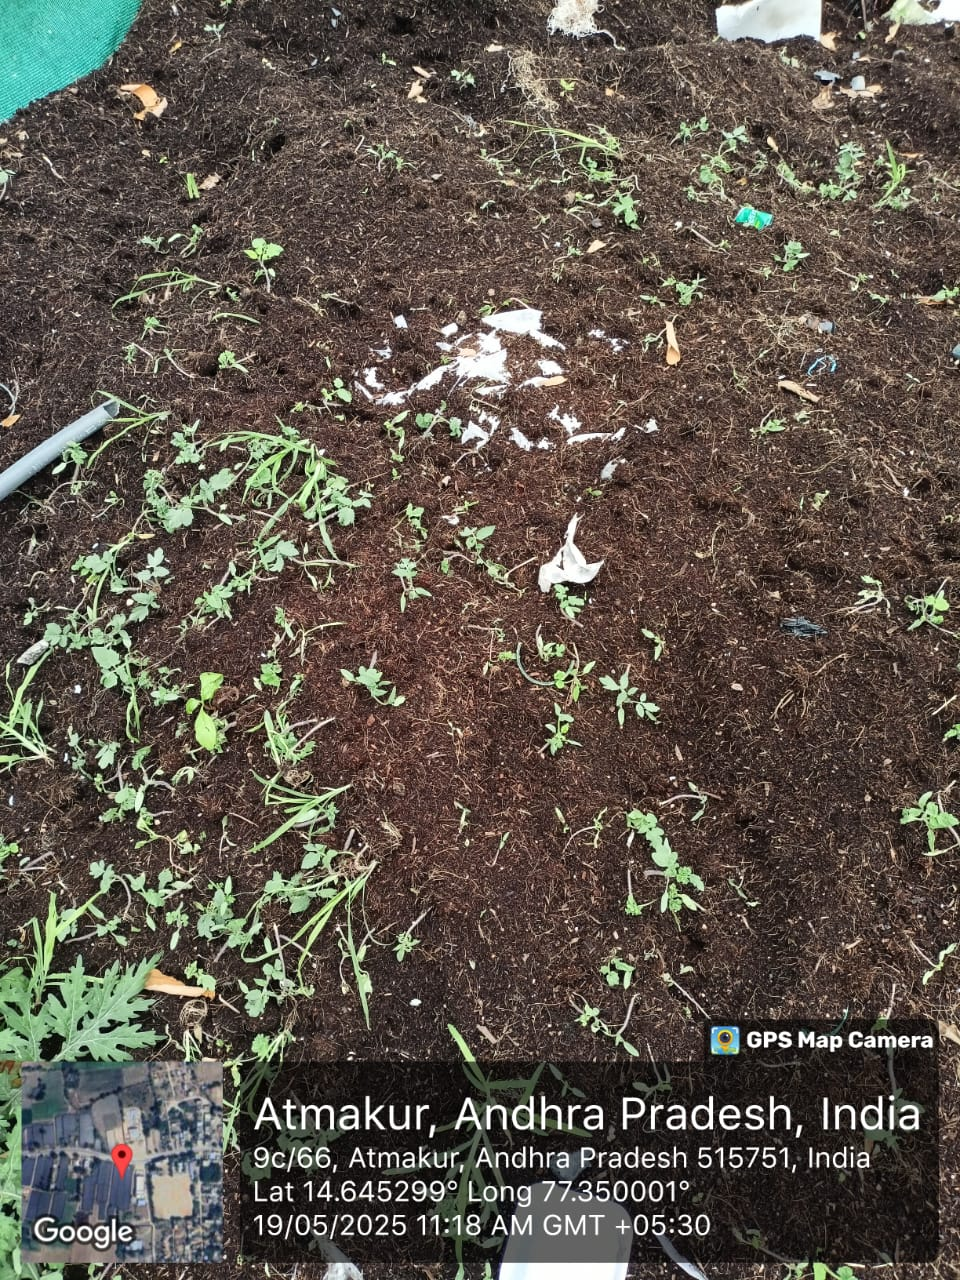 GPS Map Camera
Atmakur, Andhra Pradesh, India
9c/66, Atmakur, Andhra Pradesh 515751, India
Lat 14.645299° Long 77.350001°
19/05/2025 11:18 AM GMT +05:30
Google